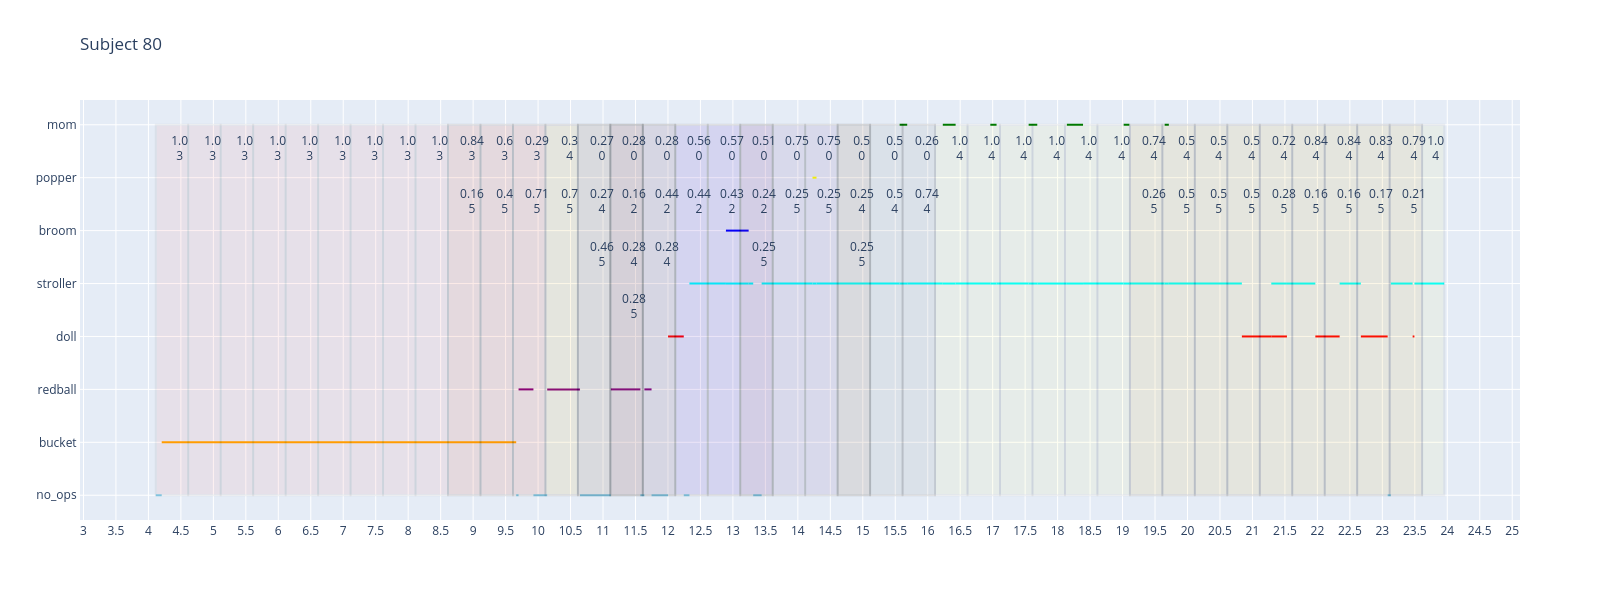 Subject 80
mom
1.0 1.0 1.0 1.0 1.0 1.0 1.0 1.0 1.0 0.84 0.6 0.29 0.3 0.27 0.28 0.28 0.56 0.57 0.51 0.75 0.75 0.5 0.5 0.26 1.0 1.0 1.0 1.0 1.0 1.0 0.74 0.5 0.5 0.5 0.72 0.84 0.84 0.83 0.79 1.0
3 3 3 3 3 3 3 3 3 3 3 3 4 0 0 0 0 0 0 0 0 0 0 0 4 4 4 4 4 4 4 4 4 4 4 4 4 4 4 4
popper
0.16 0.4 0.71 0.7 0.27 0.16 0.44 0.44 0.43 0.24 0.25 0.25 0.25 0.5 0.74 0.26 0.5 0.5 0.5 0.28 0.16 0.16 0.17 0.21
5 5 5 5 4 2 2 2 2 2 5 5 4 4 4 5 5 5 5 5 5 5 5 5
broom
0.46 0.28 0.28 0.25 0.25
5 4 4 5 5
stroller
0.28
5
doll
redball
bucket
no_ops
3 3.5 4 4.5 5 5.5 6 6.5 7 7.5 8 8.5 9 9.5 10 10.5 11 11.5 12 12.5 13 13.5 14 14.5 15 15.5 16 16.5 17 17.5 18 18.5 19 19.5 20 20.5 21 21.5 22 22.5 23 23.5 24 24.5 25